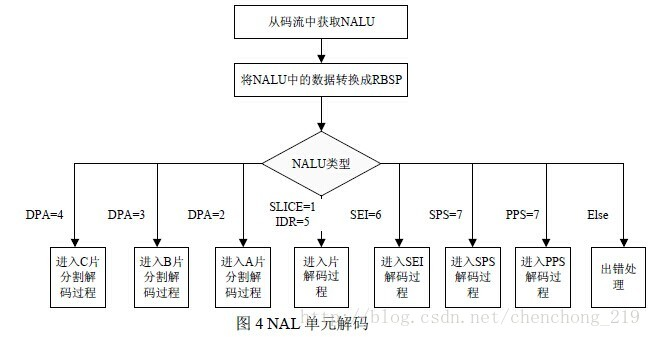 从码流中获取NALU
将NALU中的数据转换成RBSP
NALU类型
DPA=4
DPA=3
DPA=2
SLICE=1
IDR=5
SEI=6
SPS=7
PPS=7
Else
进入C片
分割解
码过程
进入B片
分割解
码过程
进入A片
分割解
码过程
进入片
解码过
程
进入SEI
解码过
程
进入SPS
解码过
程
进入PPS
解码过
程
出错处
理
http://blog.csdn.net/chenchong_219
图 4 NAL 单元解码